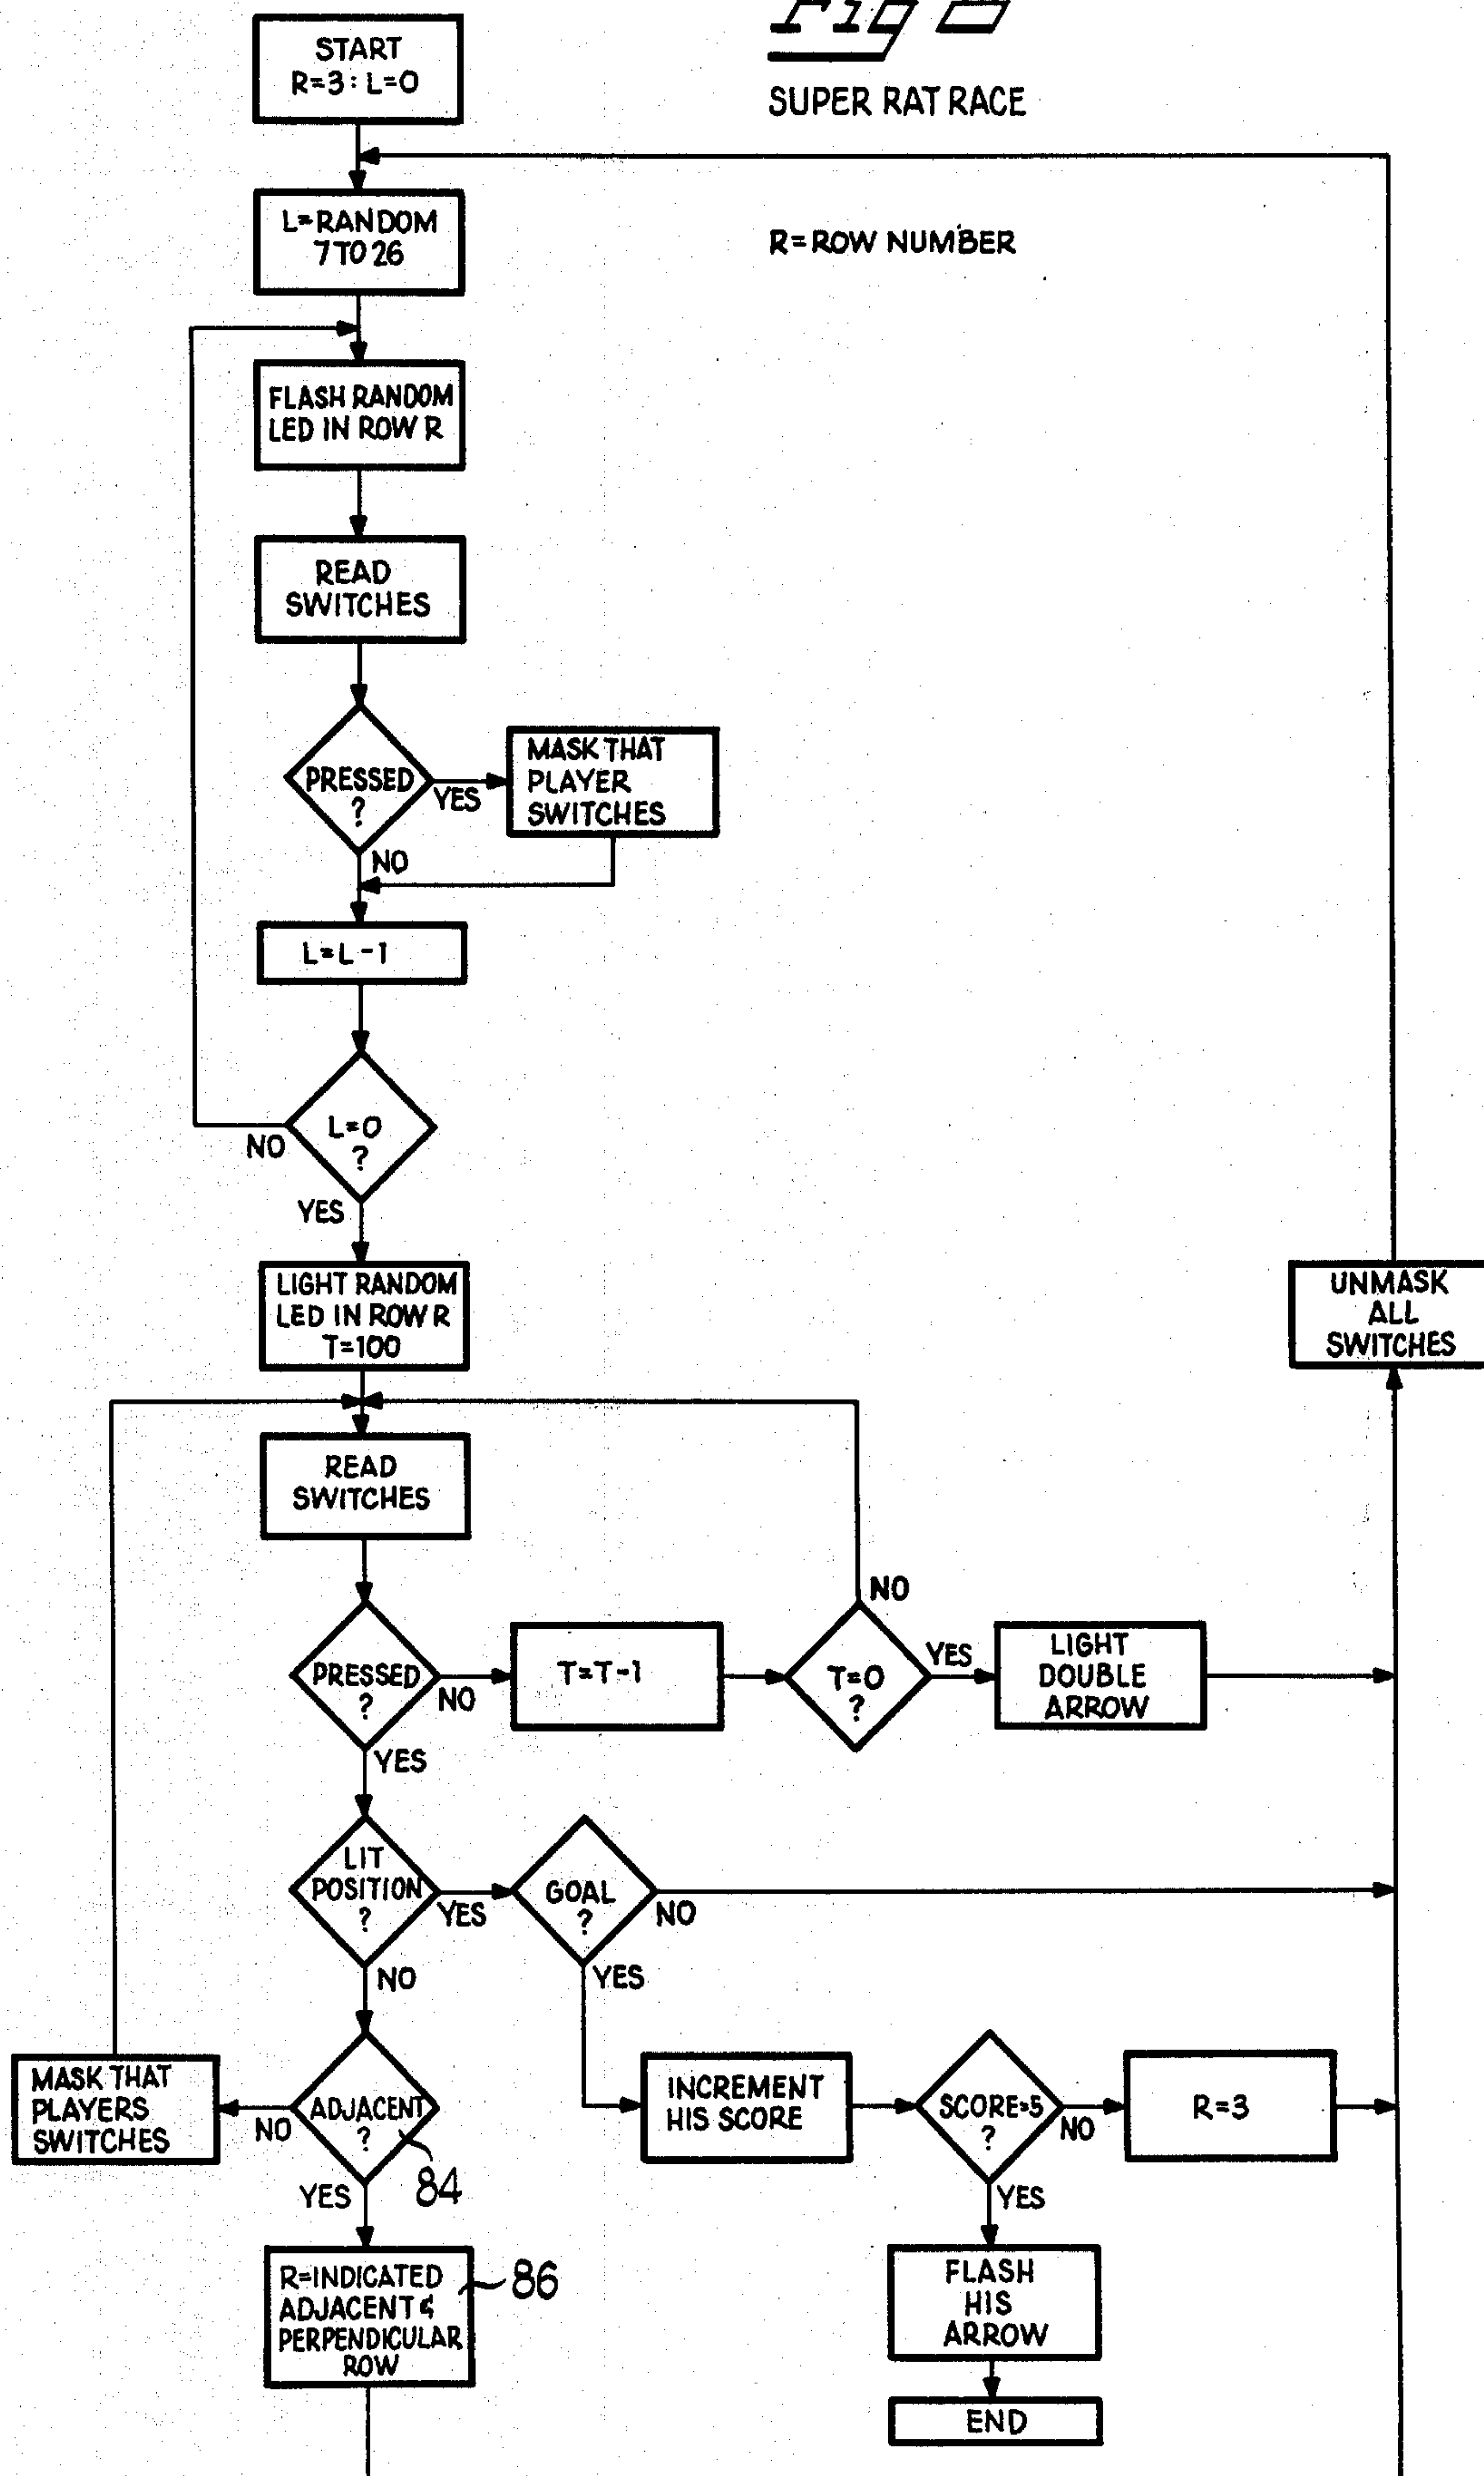 Fig 8
SUPER RAT RACE
START
R=3:L=0
L=RANDOM
7 TO 26
R=ROW NUMBER
FLASH RANDOM
LED IN ROW R
READ
SWITCHES
PRESSED
?
YES
NO
MASK THAT
PLAYER
SWITCHES
L=L-1
L=0
?
NO
YES
LIGHT RANDOM
LED IN ROW R
T=100
UNMASK
ALL
SWITCHES
READ
SWITCHES
PRESSED
?
NO
YES
T=T-1
T=0
?
NO
YES
LIGHT
DOUBLE
ARROW
LIT
POSITION
?
YES
NO
GOAL
?
NO
YES
MASK THAT
PLAYERS
SWITCHES
ADJACENT
?
NO
YES
84
INCREMENT
HIS SCORE
SCORE=5
?
NO
YES
R=3
R=INDICATED
ADJACENT &
PERPENDICULAR
ROW
86
FLASH
HIS
ARROW
END